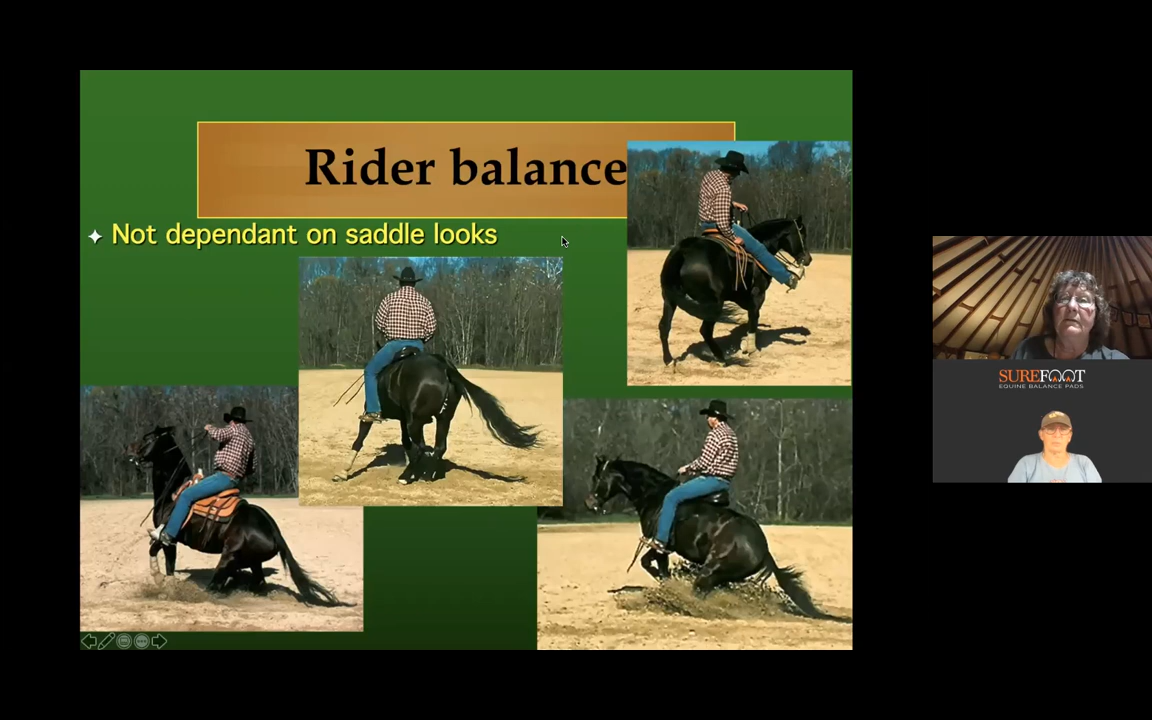 Rider balance
Not dependant on saddle looks
SUREFOOT
EQUINE BALANCE PADS